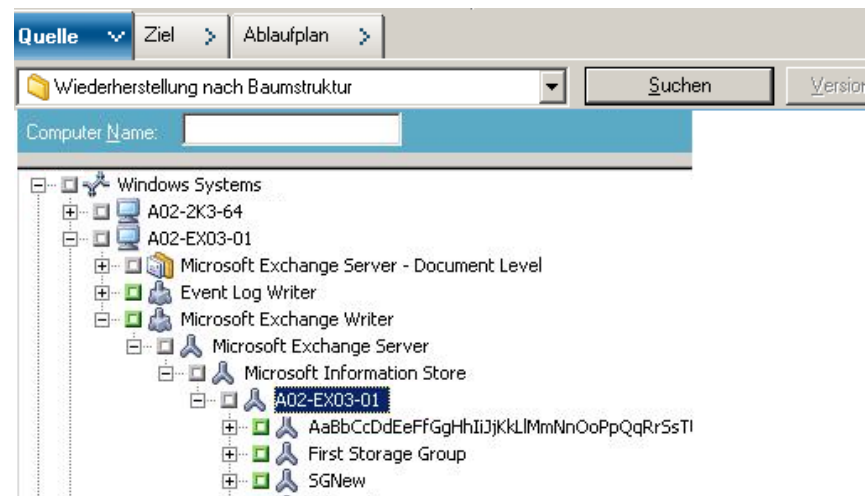 Quelle Ziel Ablaufplan
Wiederherstellung nach Baumstruktur Suchen Version
Computer Name:
Windows Systems
A02-2K3-64
A02-EX03-01
Microsoft Exchange Server - Document Level
Event Log Writer
Microsoft Exchange Writer
Microsoft Exchange Server
Microsoft Information Store
A02-EX03-01
AaBbCcDdEeFfGgHhIiJjKkLlMmNnOoPpQqRrSsT
First Storage Group
SGNew